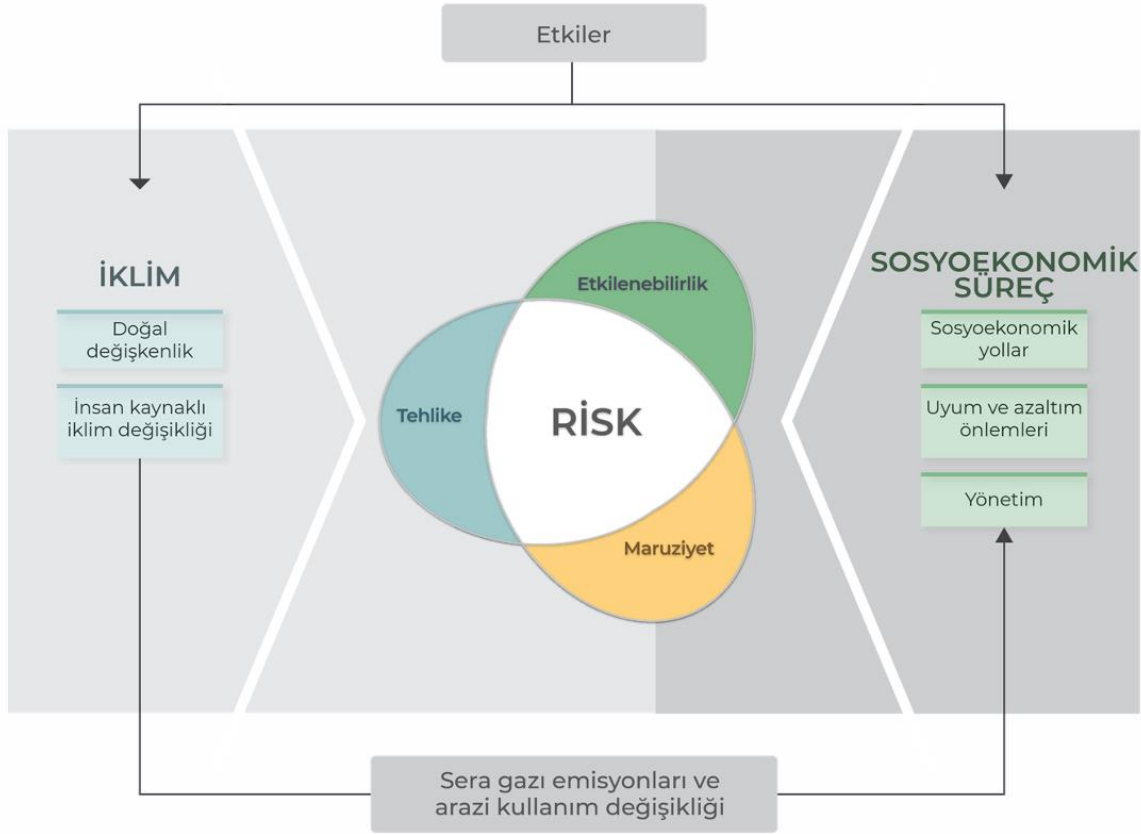 Etkiler
İKLİM
Doğal
değişkenlik
İnsan kaynaklı
iklim değişikliği
Etkilenebilirlik
Tehlike
RİSK
Maruziyet
SOSYOEKONOMİK
SÜREÇ
Sosyoekonomik
yollar
Uyum ve azaltım
önlemleri
Yönetim
Sera gazı emisyonları ve
arazi kullanım değişikliği